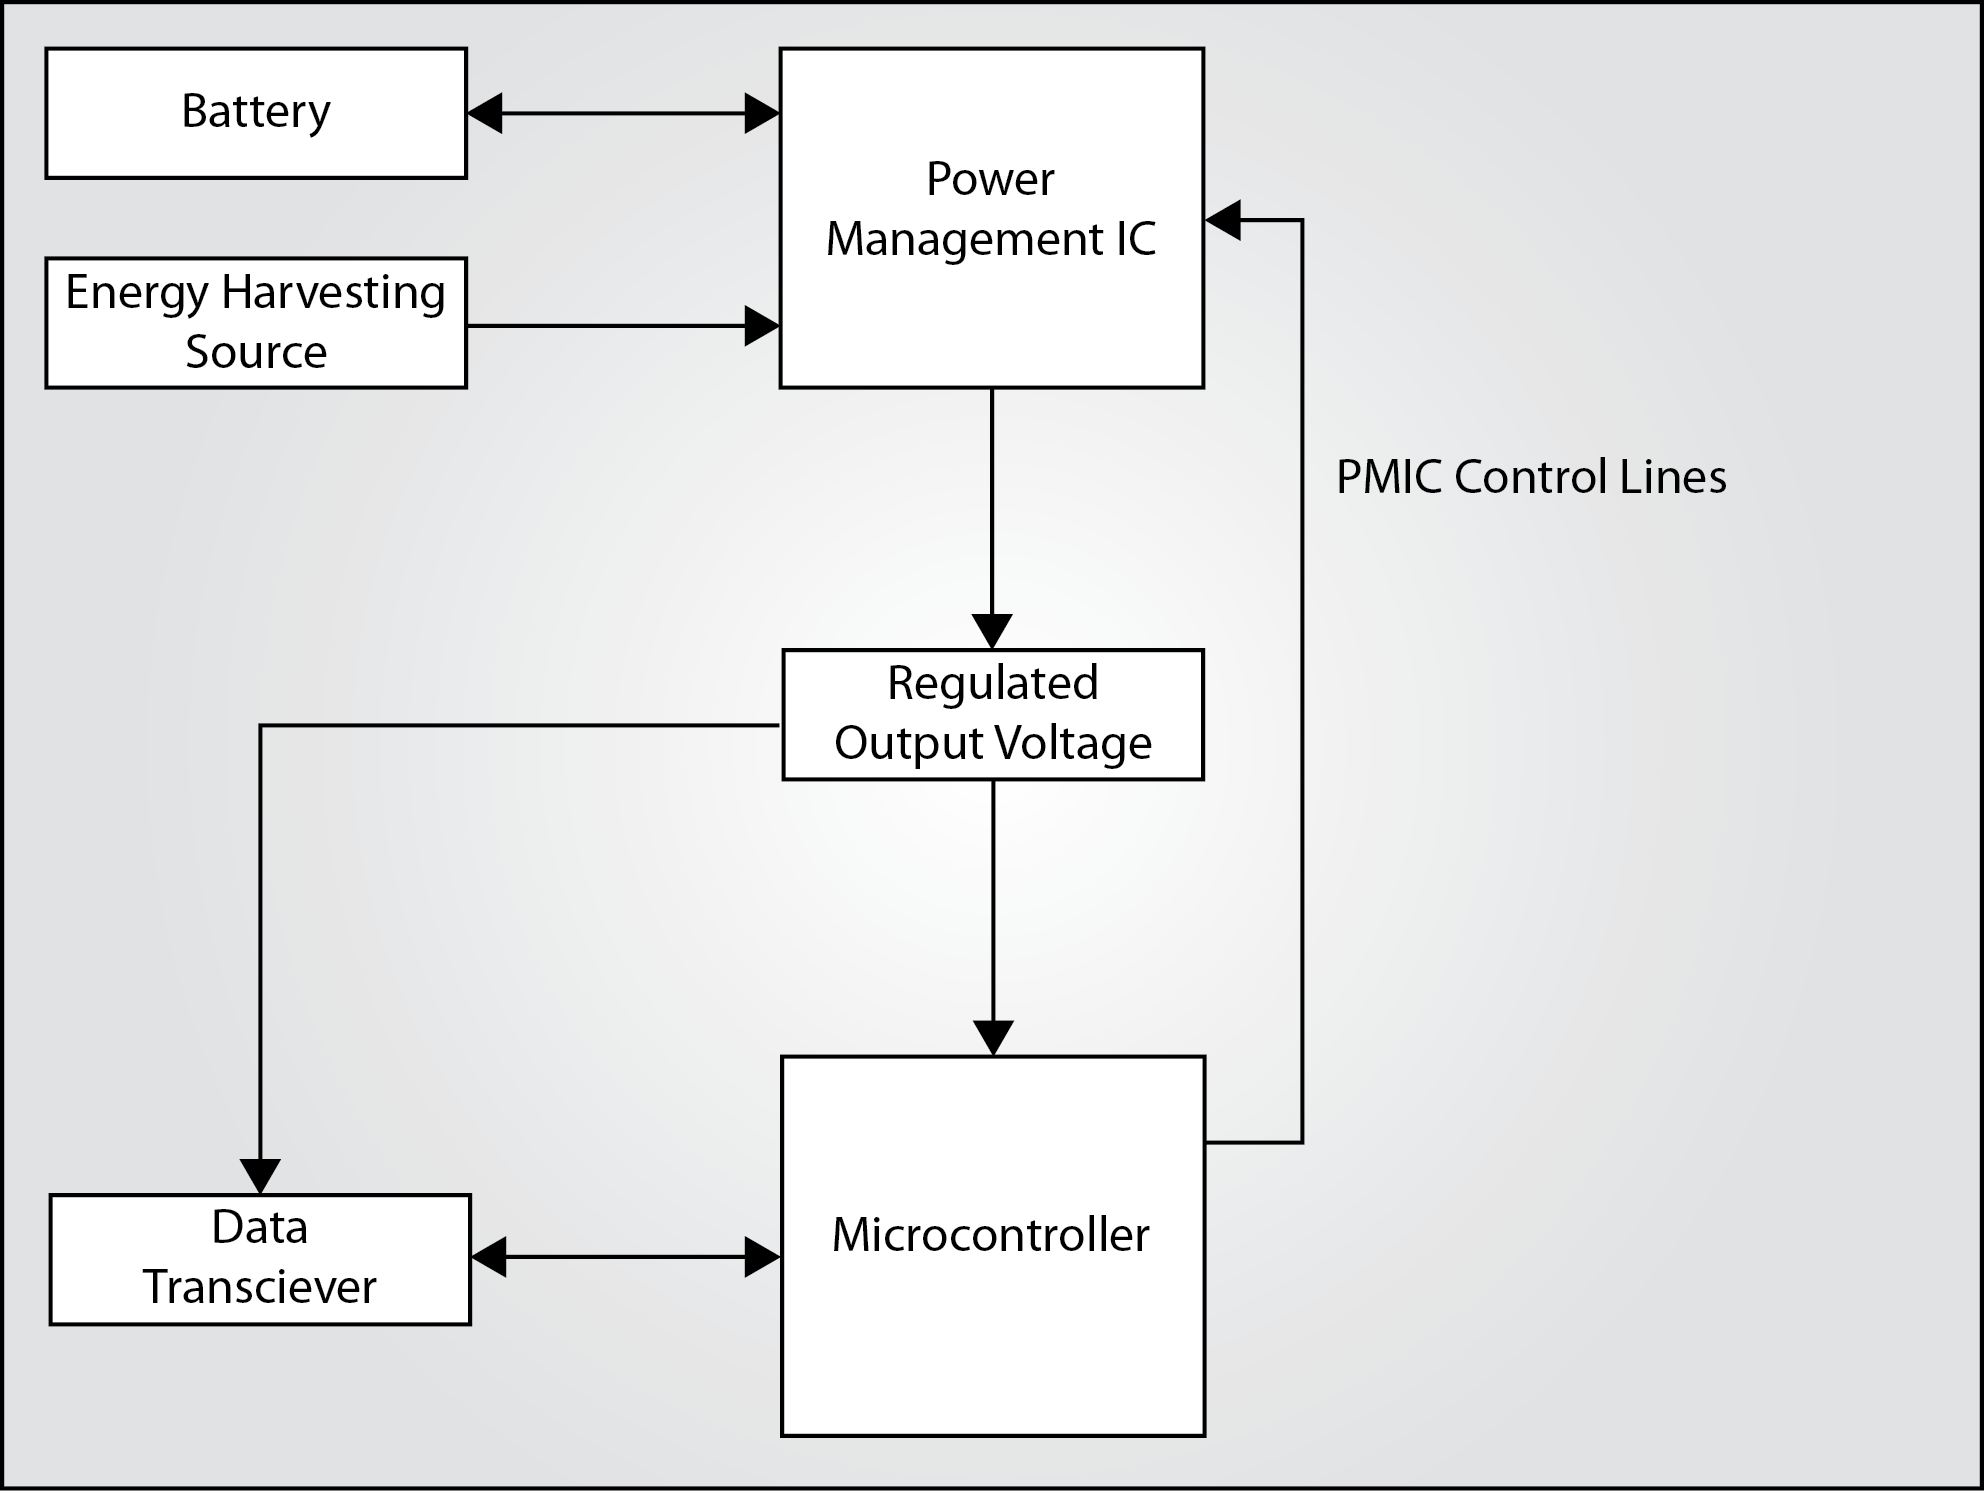 Battery
Power
Management IC
Energy Harvesting
Source
PMIC Control Lines
Regulated
Output Voltage
Data
Transciever
Microcontroller